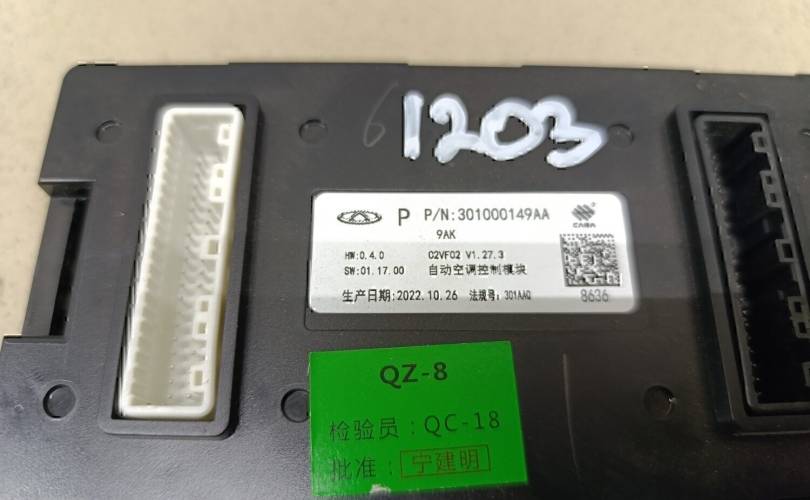 1203
P P/N:301000149AA
9AK
HW:0.4.0 02VF02 V1.27.3
SW:01.17.00 自动空调控制模块
生产日期:2022.10.26 法规号:301AAQ 8636
QZ-8
检验员:QC-18
批准:宁建明